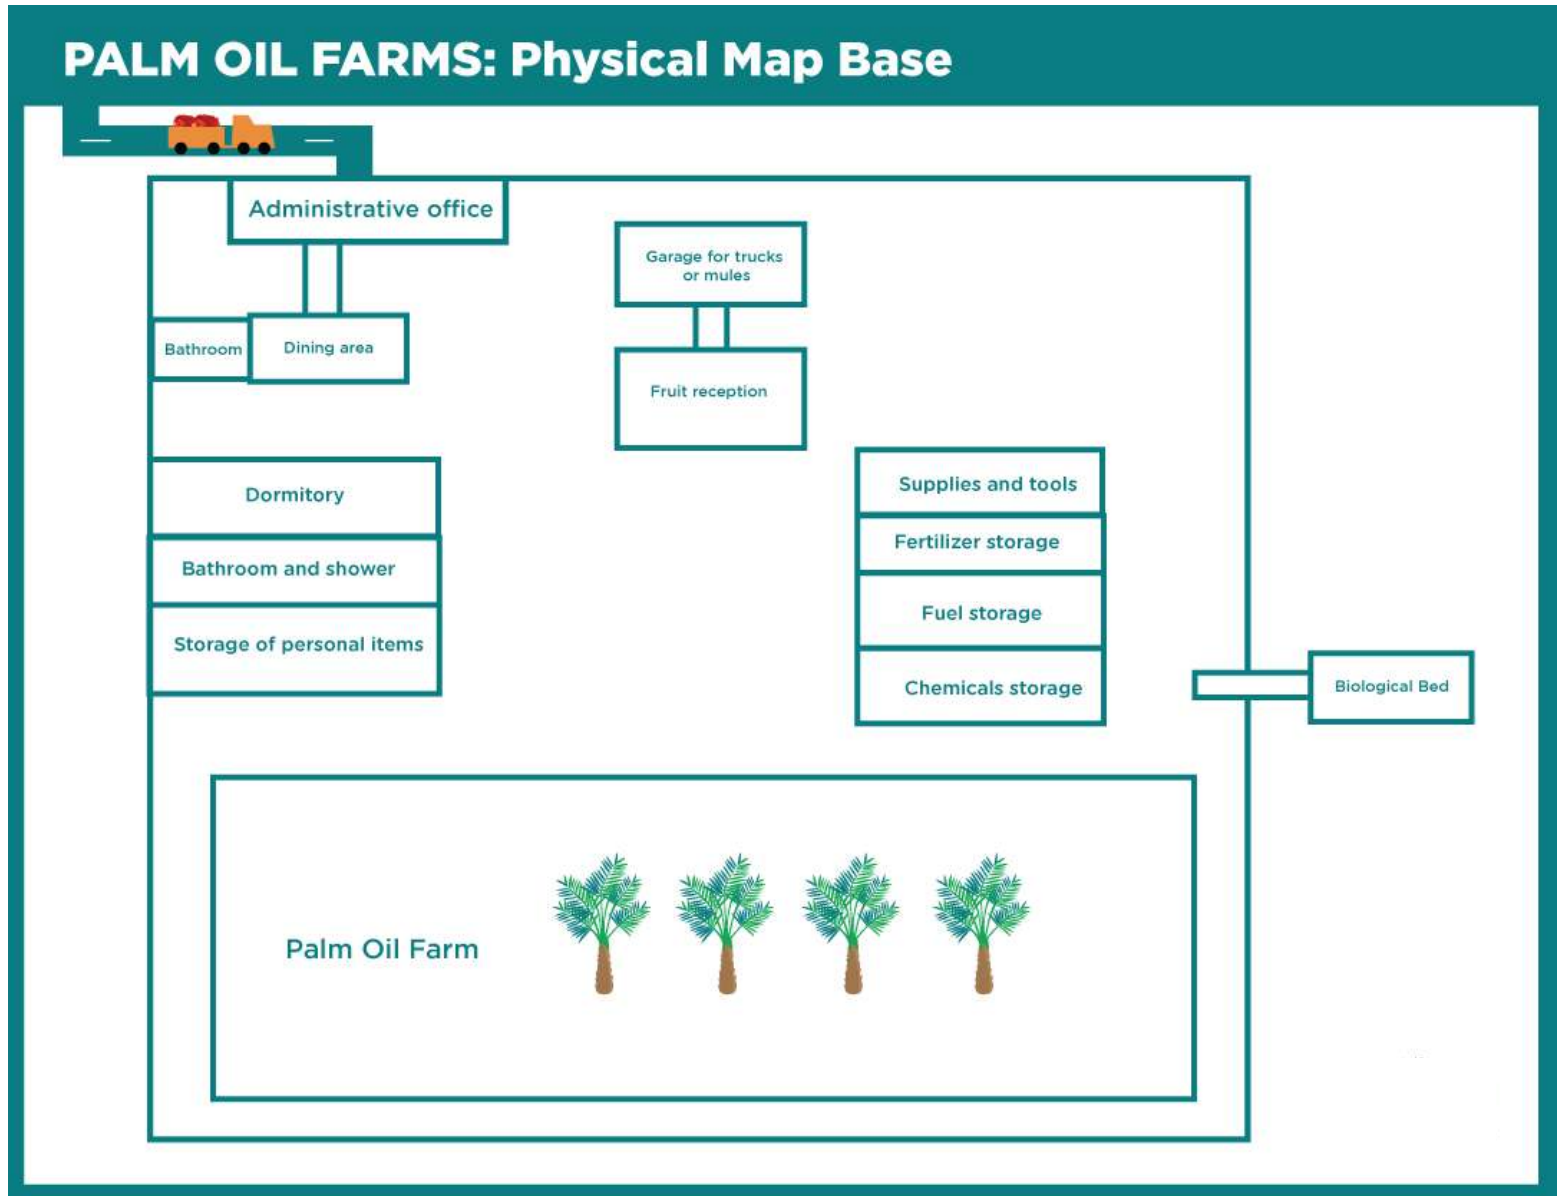 PALM OIL FARMS: Physical Map Base
Administrative office
Garage for trucks
or mules
Bathroom
Dining area
Fruit reception
Dormitory
Bathroom and shower
Storage of personal items
Supplies and tools
Fertilizer storage
Fuel storage
Chemicals storage
Biological Bed
Palm Oil Farm